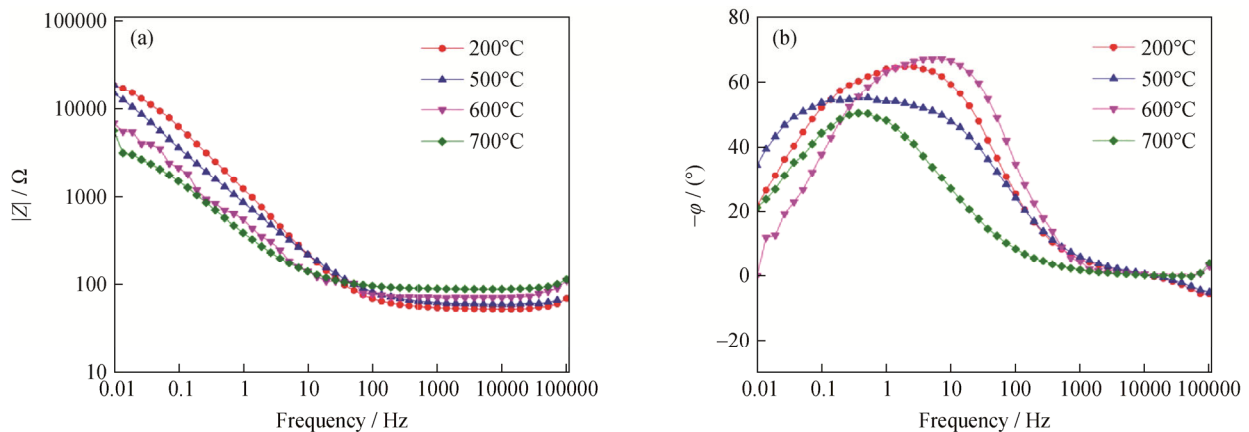 (a)
100000
10000
1000
100
10
|Z| / Ω
200°C
500°C
600°C
700°C
0.01 0.1 1 10 100 1000 10000 100000
Frequency / Hz
(b)
80
60
40
20
0
−20
−φ / (°)
200°C
500°C
600°C
700°C
0.01 0.1 1 10 100 1000 10000 100000
Frequency / Hz